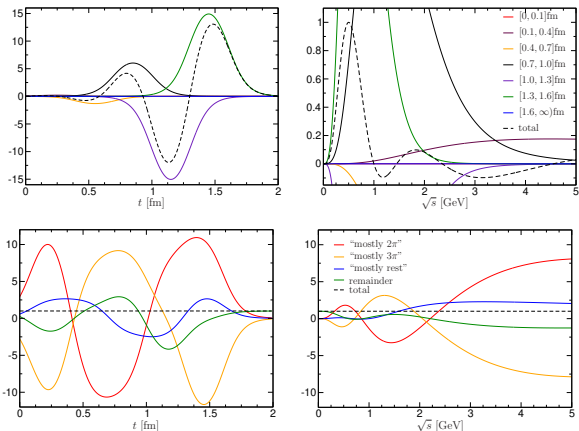 15
10
5
0
-5
-10
-15
0
0.5
1
1.5
2
t [fm]
1
0.8
0.6
0.4
0.2
0
0
1
2
3
4
5
√s [GeV]
[0, 0.1]fm
[0.1, 0.4]fm
[0.4, 0.7]fm
[0.7, 1.0]fm
[1.0, 1.3]fm
[1.3, 1.6]fm
[1.6, ∞)fm
total
10
5
0
-5
-10
0
0.5
1
1.5
2
t [fm]
10
5
0
-5
-10
0
1
2
3
4
5
√s [GeV]
“mostly 2π”
“mostly 3π”
“mostly rest”
remainder
total